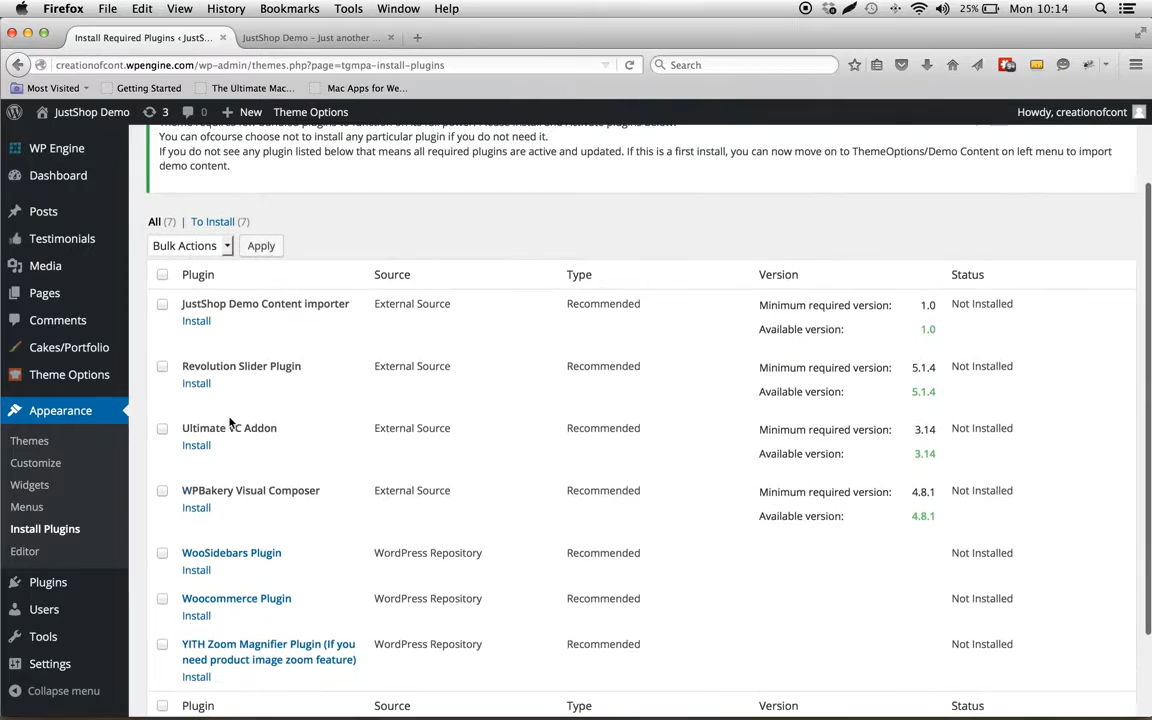 Firefox File Edit View History Bookmarks Tools Window Help 25% Mon 10:14
Install Required Plugins ‹ JustS... × JustShop Demo – Just another ... × +
creationofcont.wpengine.com/wp-admin/themes.php?page=tgmpa-install-plugins Search
Most Visited Getting Started The Ultimate Mac... Mac Apps for We...
JustShop Demo 3 0 + New Theme Options Howdy, creationofcont
You can ofcourse choose not to install any particular plugin if you do not need it.
If you do not see any plugin listed below that means all required plugins are active and updated. If this is a first install, you can now move on to ThemeOptions/Demo Content on left menu to import
demo content.
WP Engine
Dashboard
Posts
Testimonials
Media
Pages
Comments
Cakes/Portfolio
Theme Options
Appearance
Themes
Customize
Widgets
Menus
Install Plugins
Editor
Plugins
Users
Tools
Settings
Collapse menu
All (7) | To Install (7)
Bulk Actions Apply
Plugin Source Type Version Status
JustShop Demo Content importer External Source Recommended Minimum required version: 1.0 Not Installed
Install Available version: 1.0
Revolution Slider Plugin External Source Recommended Minimum required version: 5.1.4 Not Installed
Install Available version: 5.1.4
Ultimate VC Addon External Source Recommended Minimum required version: 3.14 Not Installed
Install Available version: 3.14
WPBakery Visual Composer External Source Recommended Minimum required version: 4.8.1 Not Installed
Install Available version: 4.8.1
WooSidebars Plugin WordPress Repository Recommended Not Installed
Install
Woocommerce Plugin WordPress Repository Recommended Not Installed
Install
YITH Zoom Magnifier Plugin (If you WordPress Repository Recommended Not Installed
need product image zoom feature)
Install
Plugin Source Type Version Status